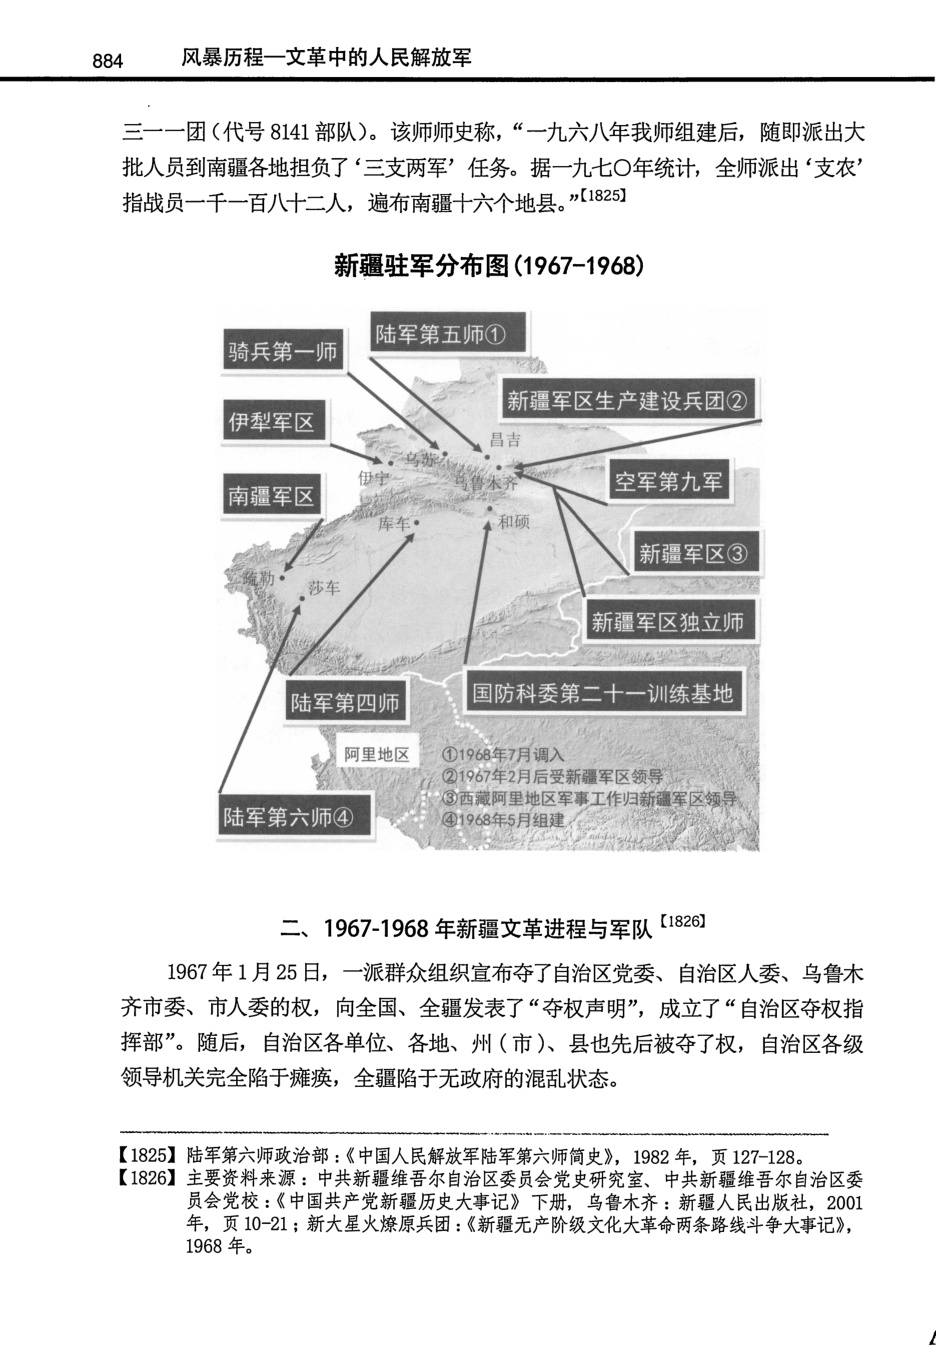 884 风暴历程—文革中的人民解放军
三一一团（代号 8141 部队）。该师师史称，“一九六八年我师组建后，随即派出大
批人员到南疆各地担负了‘三支两军’任务。据一九七〇年统计，全师派出‘支农’
指战员一千一百八十二人，遍布南疆十六个地县。”【1825】
新疆驻军分布图(1967-1968)
陆军第五师①
骑兵第一师
新疆军区生产建设兵团②
伊犁军区
昌吉
乌苏
伊宁
乌鲁木齐
空军第九军
南疆军区
库车
和硕
新疆军区③
疏勒
莎车
新疆军区独立师
陆军第四师
国防科委第二十一训练基地
阿里地区
①1968年7月调入
②1967年2月后受新疆军区领导
③西藏阿里地区军事工作归新疆军区领导
④1968年5月组建
陆军第六师④
二、1967-1968 年新疆文革进程与军队【1826】
1967 年 1 月 25 日，一派群众组织宣布夺了自治区党委、自治区人委、乌鲁木
齐市委、市人委的权，向全国、全疆发表了“夺权声明”，成立了“自治区夺权指
挥部”。随后，自治区各单位、各地、州（市）、县也先后被夺了权，自治区各级
领导机关完全陷于瘫痪，全疆陷于无政府的混乱状态。
【1825】陆军第六师政治部：《中国人民解放军陆军第六师简史》，1982 年，页 127-128。
【1826】主要资料来源：中共新疆维吾尔自治区委员会党史研究室、中共新疆维吾尔自治区委
员会党校：《中国共产党新疆历史大事记》下册，乌鲁木齐：新疆人民出版社，2001
年，页 10-21；新大星火燎原兵团：《新疆无产阶级文化大革命两条路线斗争大事记》，
1968 年。